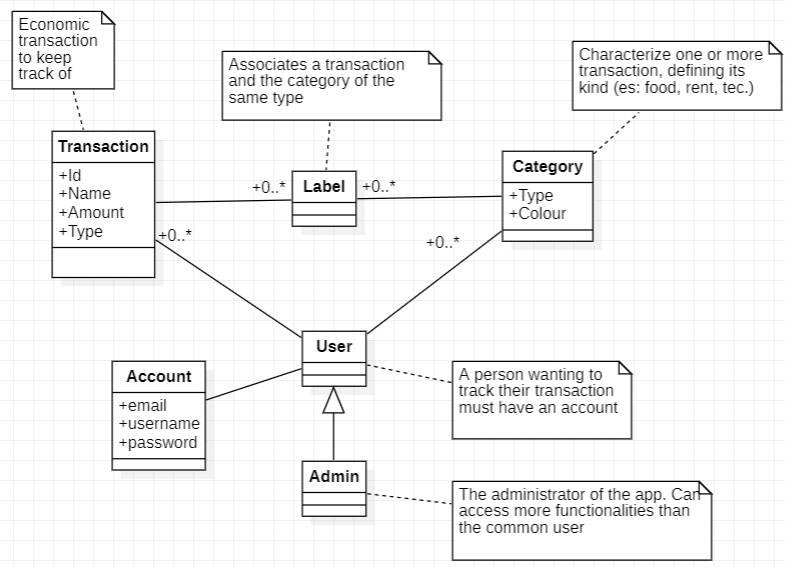 Economic
transaction
to keep
track of
Associates a transaction
and the category of the
same type
Characterize one or more
transaction, defining its
kind (es: food, rent, tec.)
Transaction
+Id
+Name
+Amount
+Type
+0..*
Label
+0..*
Category
+Type
+Colour
+0..*
+0..*
User
Account
+email
+username
+password
A person wanting to
track their transaction
must have an account
Admin
The administrator of the app. Can
access more functionalities than
the common user